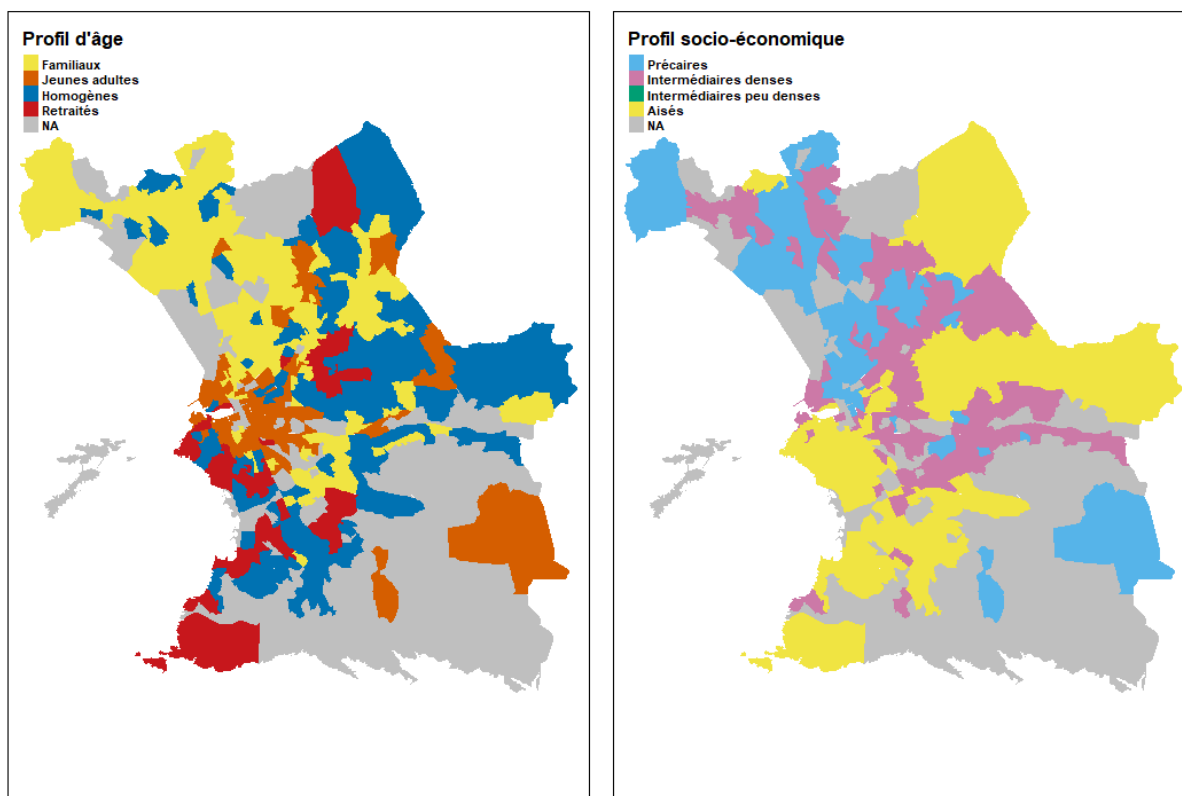 Profil d'âge
Familiaux
Jeunes adultes
Homogènes
Retraités
NA
Profil socio-économique
Précaires
Intermédiaires denses
Intermédiaires peu denses
Aisés
NA